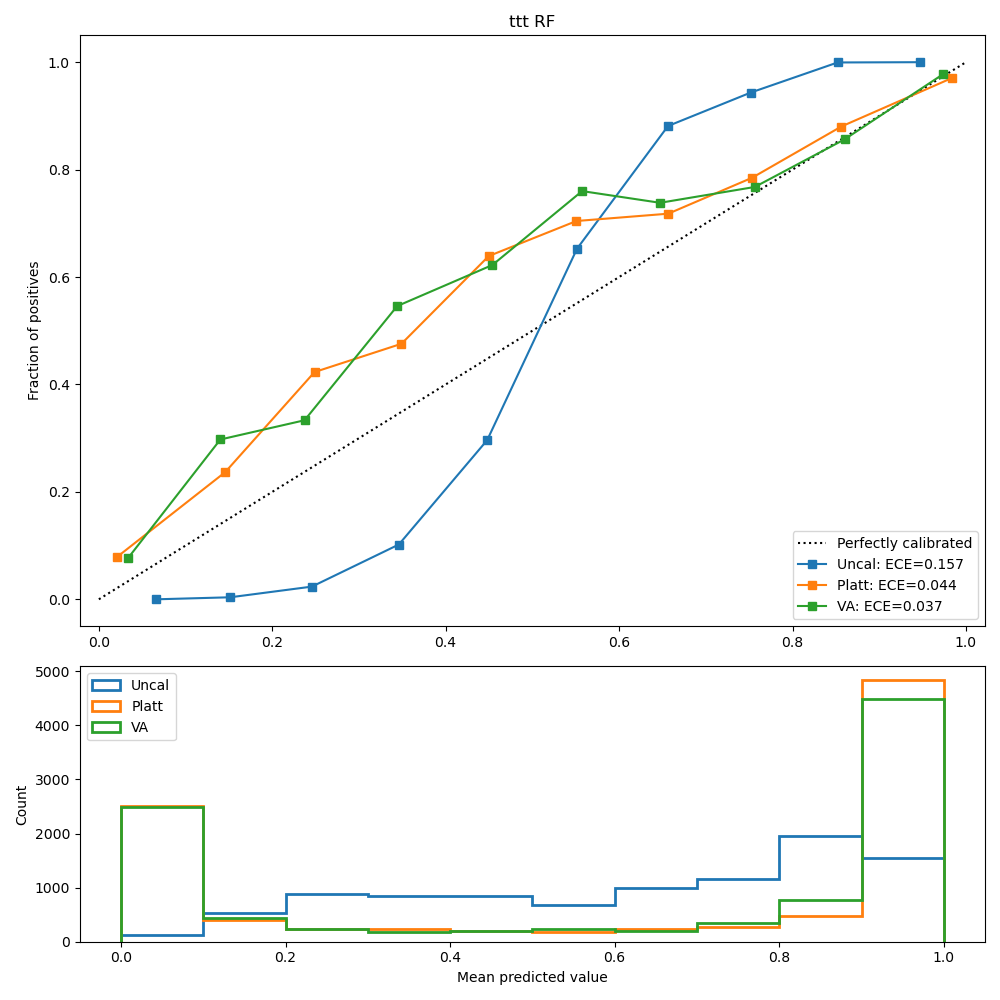 ttt RF
Fraction of positives
1.0
0.8
0.6
0.4
0.2
0.0
0.0 0.2 0.4 0.6 0.8 1.0
Perfectly calibrated
Uncal: ECE=0.157
Platt: ECE=0.044
VA: ECE=0.037
Count
5000
4000
3000
2000
1000
0
Uncal
Platt
VA
0.0 0.2 0.4 0.6 0.8 1.0
Mean predicted value